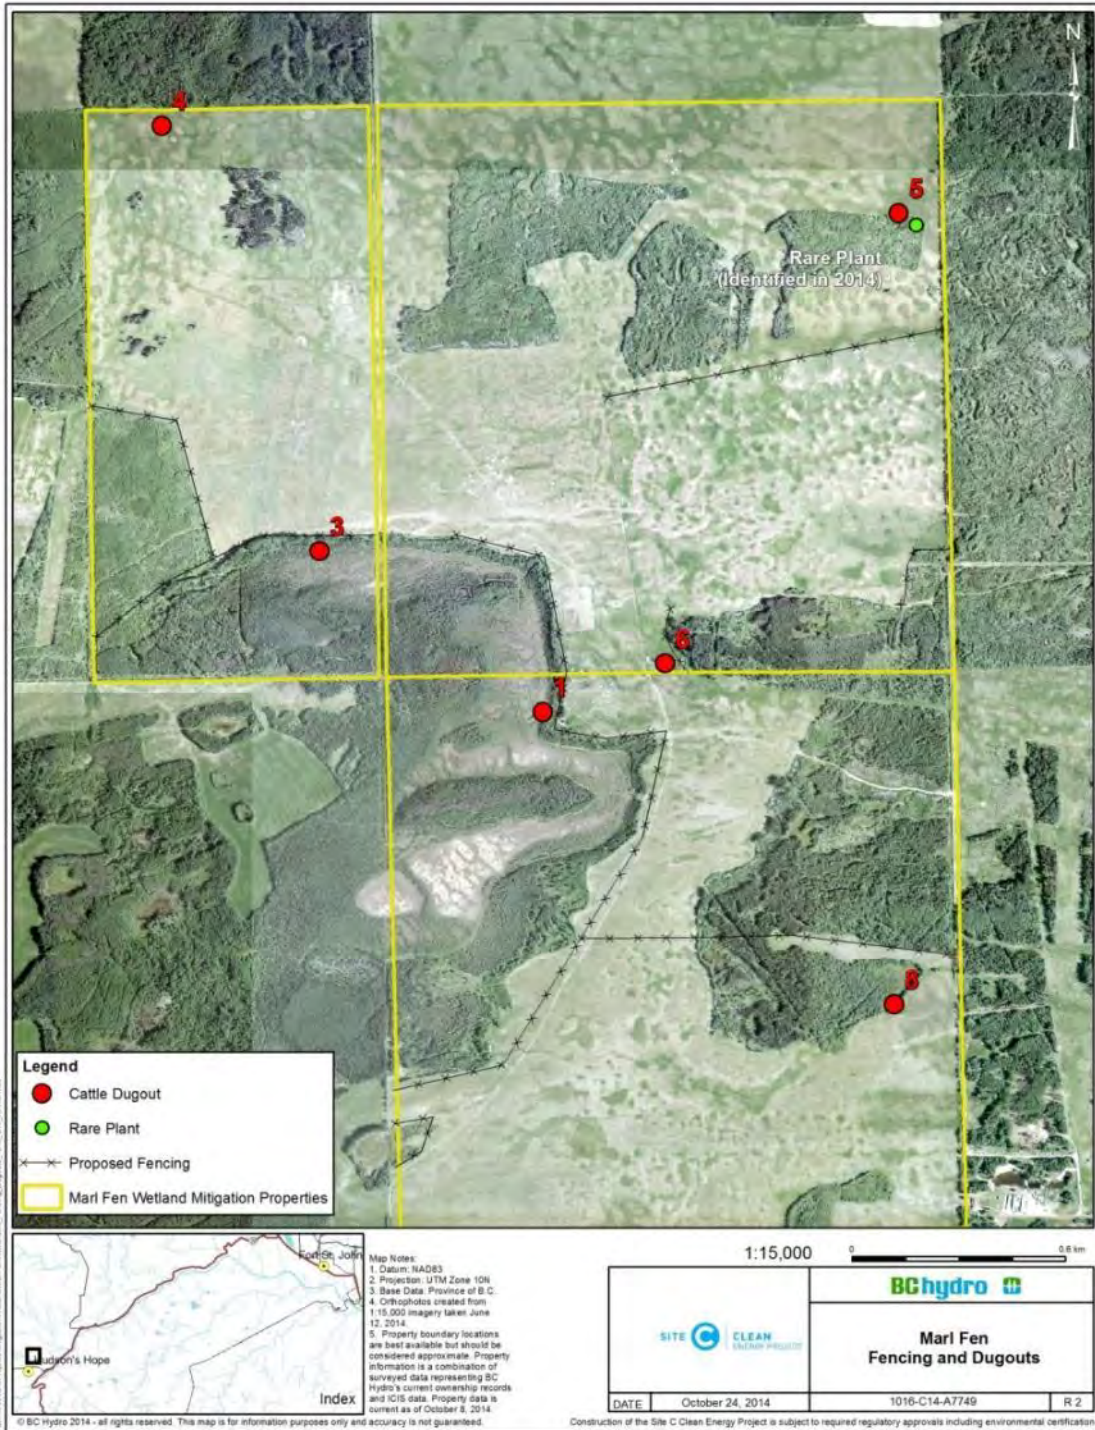 N
4
5
Rare Plant
(Identified in 2014)
3
6
1
8
Legend
Cattle Dugout
Rare Plant
Proposed Fencing
Marl Fen Wetland Mitigation Properties
Fort St. John
Hudson's Hope
Index
Map Notes:
1. Datum: NAD83
2. Projection: UTM Zone 10N
3. Base Data: Province of B.C.
4. Orthophotos created from
1:15,000 imagery taken June
12, 2014.
5. Property boundary locations
are best available but should be
considered approximate. Property
information is a combination of
surveyed data representing BC
Hydro's current ownership records
and ICIS data. Property data is
current as of October 8, 2014.
1:15,000
0 0.6 km
BC hydro
SITE C CLEAN
ENERGY PROJECT
Marl Fen
Fencing and Dugouts
DATE October 24, 2014 1016-C14-A7749 R 2
© BC Hydro 2014 - all rights reserved. This map is for information purposes only and accuracy is not guaranteed.
Construction of the Site C Clean Energy Project is subject to required regulatory approvals including environmental certification